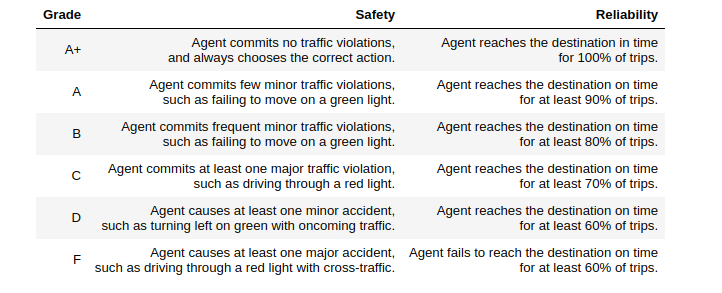 Grade Safety Reliability
A+ Agent commits no traffic violations, Agent reaches the destination in time
and always chooses the correct action. for 100% of trips.
A Agent commits few minor traffic violations, Agent reaches the destination on time
such as failing to move on a green light. for at least 90% of trips.
B Agent commits frequent minor traffic violations, Agent reaches the destination on time
such as failing to move on a green light. for at least 80% of trips.
C Agent commits at least one major traffic violation, Agent reaches the destination on time
such as driving through a red light. for at least 70% of trips.
D Agent causes at least one minor accident, Agent reaches the destination on time
such as turning left on green with oncoming traffic. for at least 60% of trips.
F Agent causes at least one major accident, Agent fails to reach the destination on time
such as driving through a red light with cross-traffic. for at least 60% of trips.